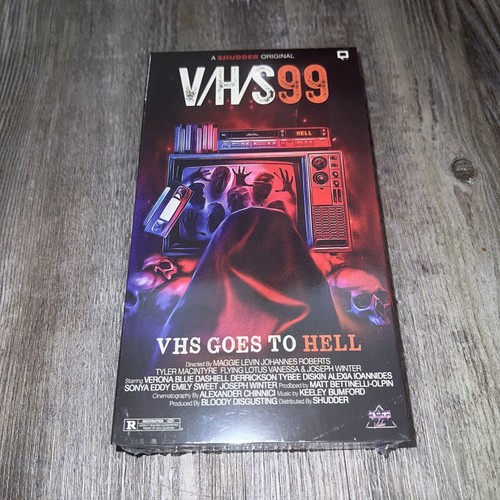 A SHUDDER ORIGINAL
V/H/S99
HELL
VHS GOES TO HELL
Directed By MAGGIE LEVIN JOHANNES ROBERTS
TYLER MACINTYRE FLYING LOTUS VANESSA & JOSEPH WINTER
Starring VERONA BLUE DASHIELL DERRICKSON TYBEE DISKIN ALEXIA IOANNIDES
SONYA EDDY EMILY SWEET JOSEPH WINTER Produced by MATT BETTINELLI-OLPIN
Cinematography By ALEXANDER CHINNICI Music by KEELEY BUMFORD
Produced By BLOODY DISGUSTING Distributed By SHUDDER
R RESTRICTED